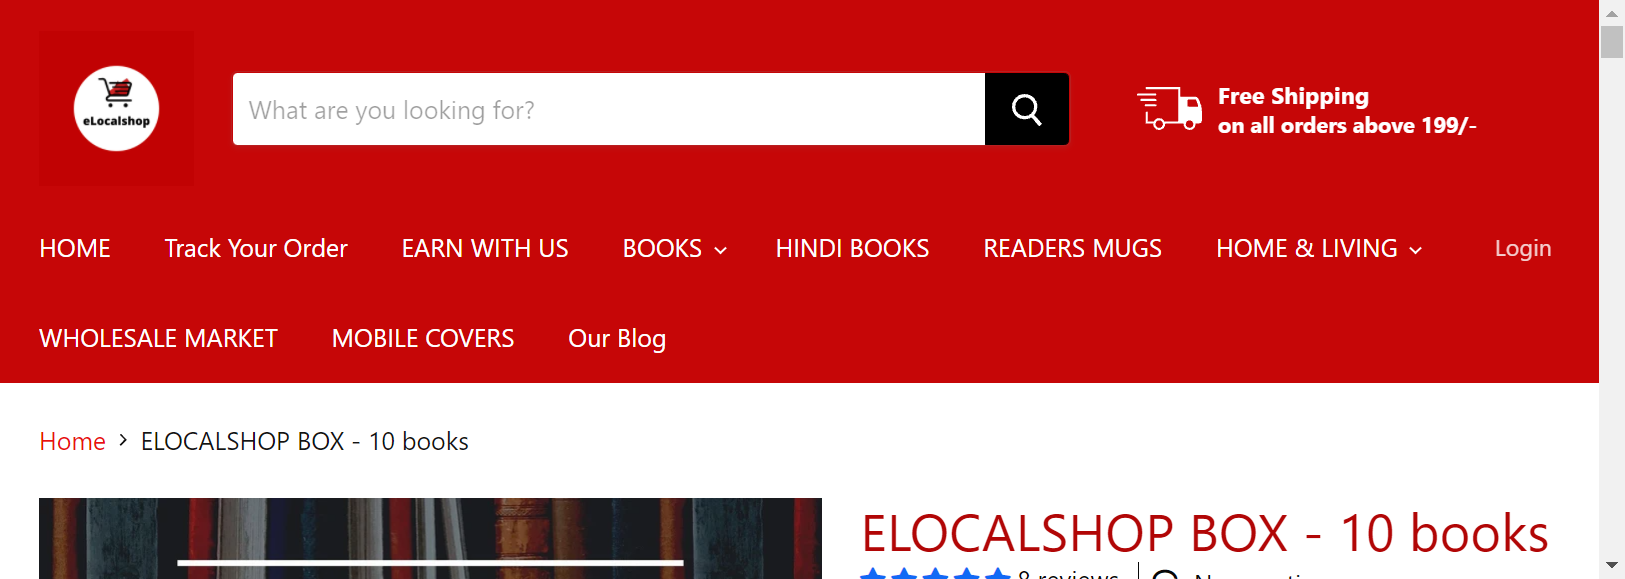 eLocalshop
What are you looking for?
Free Shipping
on all orders above 199/-
HOME
Track Your Order
EARN WITH US
BOOKS
HINDI BOOKS
READERS MUGS
HOME & LIVING
Login
WHOLESALE MARKET
MOBILE COVERS
Our Blog
Home > ELOCALSHOP BOX - 10 books
ELOCALSHOP BOX - 10 books
8 reviews